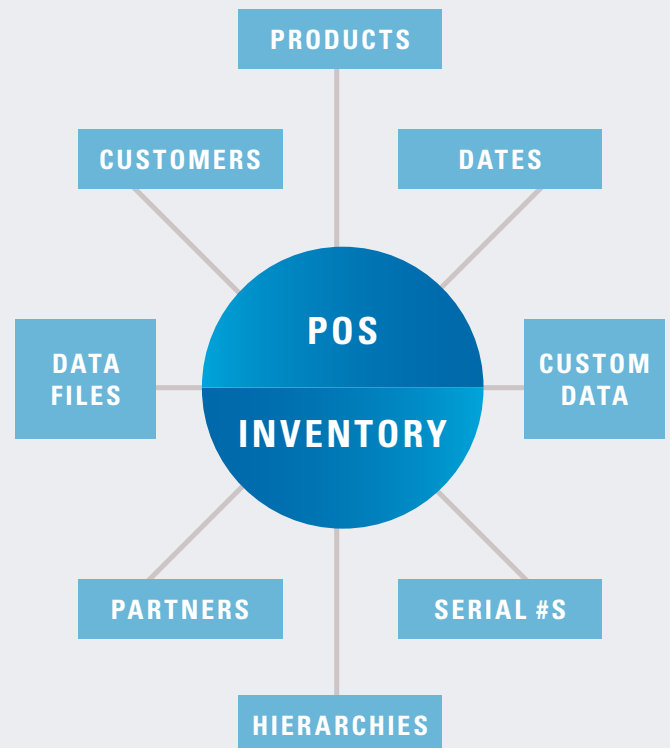 PRODUCTS
CUSTOMERS
DATES
POS
DATA
FILES
CUSTOM
DATA
INVENTORY
PARTNERS
SERIAL #S
HIERARCHIES